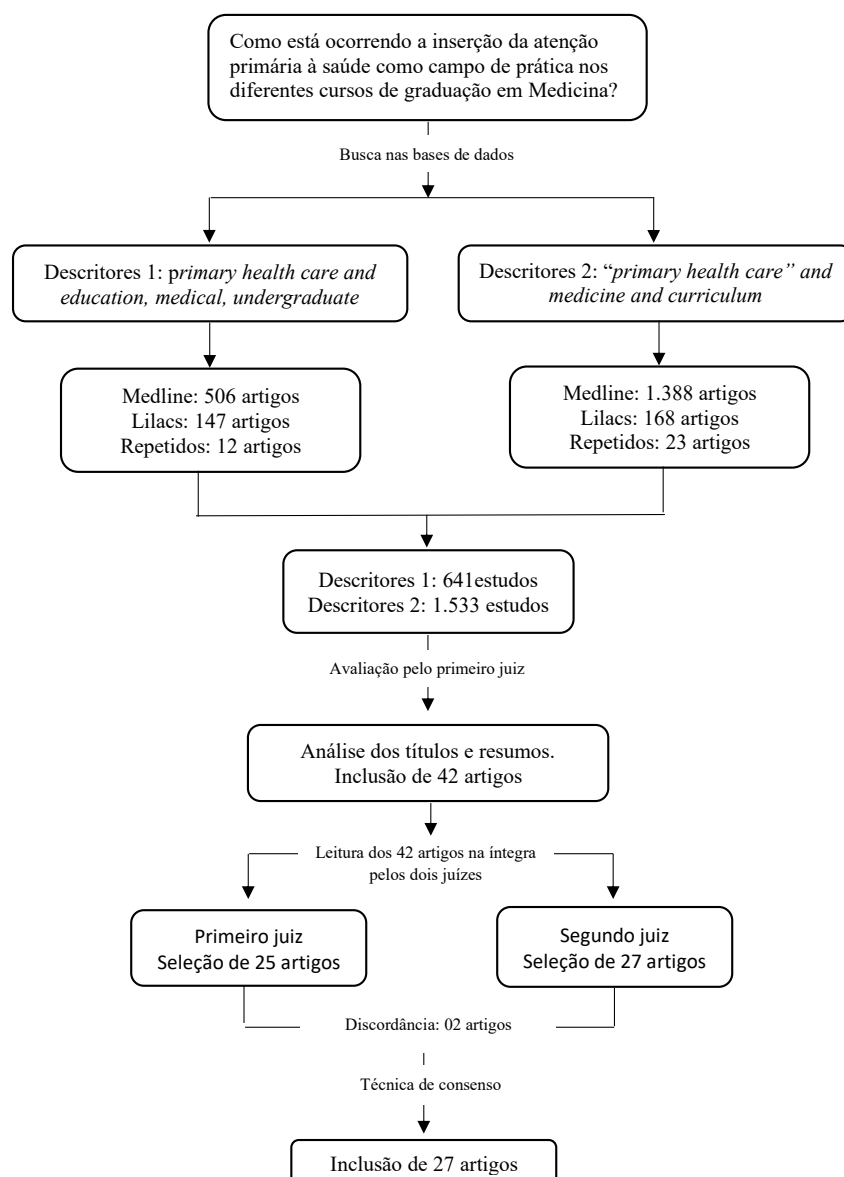 Como está ocorrendo a inserção da atenção
primária à saúde como campo de prática nos
diferentes cursos de graduação em Medicina?
Busca nas bases de dados
Descritores 1: primary health care and
education, medical, undergraduate
Descritores 2: “primary health care” and
medicine and curriculum
Medline: 506 artigos
Lilacs: 147 artigos
Repetidos: 12 artigos
Medline: 1.388 artigos
Lilacs: 168 artigos
Repetidos: 23 artigos
Descritores 1: 641estudos
Descritores 2: 1.533 estudos
Avaliação pelo primeiro juiz
Análise dos títulos e resumos.
Inclusão de 42 artigos
Leitura dos 42 artigos na íntegra
pelos dois juízes
Primeiro juiz
Seleção de 25 artigos
Segundo juiz
Seleção de 27 artigos
Discordância: 02 artigos
Técnica de consenso
Inclusão de 27 artigos